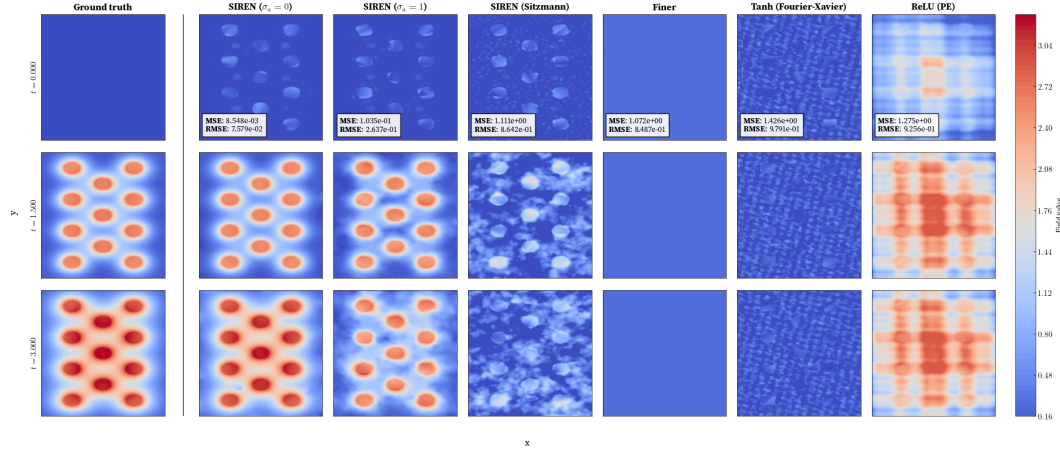 Ground truth
SIREN (σₐ = 0)
SIREN (σₐ = 1)
SIREN (Sitzmann)
Finer
Tanh (Fourier-Xavier)
ReLU (PE)
t = 0.000
MSE: 8.548e-03
RMSE: 7.579e-02
MSE: 1.035e-01
RMSE: 2.637e-01
MSE: 1.111e+00
RMSE: 8.642e-01
MSE: 1.072e+00
RMSE: 8.487e-01
MSE: 1.426e+00
RMSE: 9.791e-01
MSE: 1.275e+00
RMSE: 9.256e-01
y
t = 1.500
t = 3.000
x
3.04
2.72
2.40
2.08
1.76
1.44
1.12
0.80
0.48
0.16
Field value